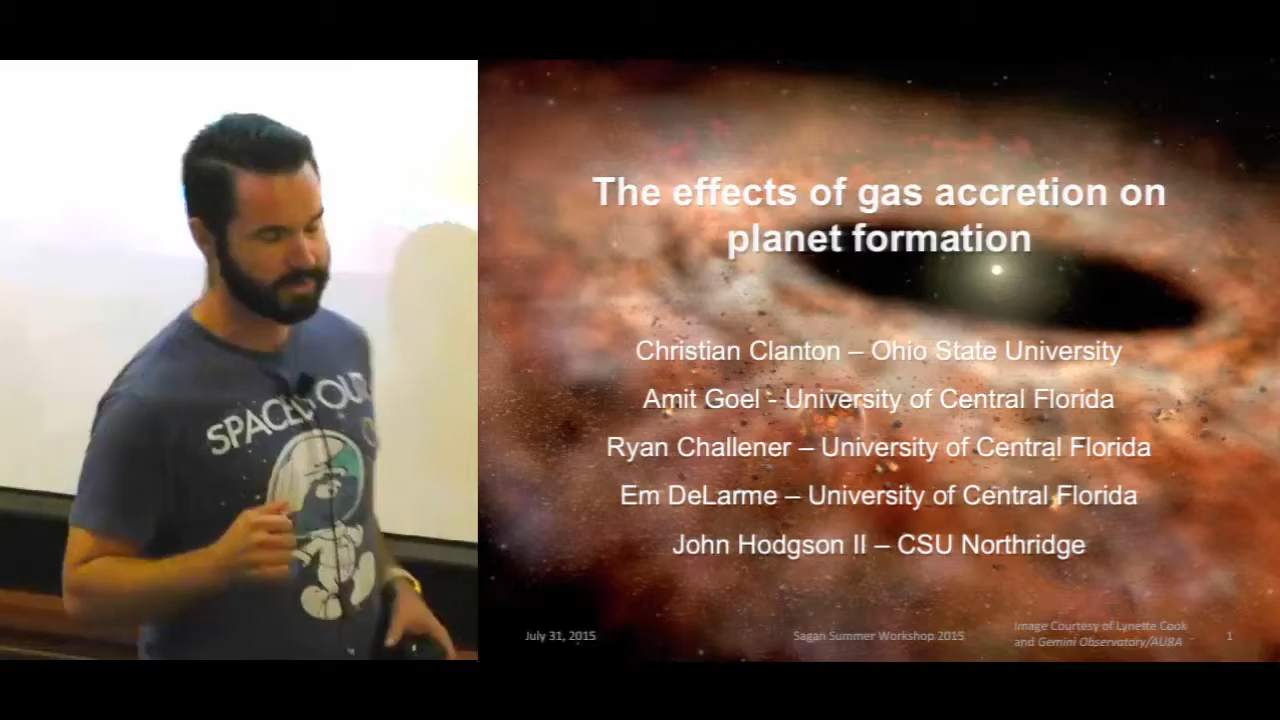 SPACED OUT
The effects of gas accretion on
planet formation
Christian Clanton – Ohio State University
Amit Goel - University of Central Florida
Ryan Challener – University of Central Florida
Em DeLarme – University of Central Florida
John Hodgson II – CSU Northridge
July 31, 2015
Sagan Summer Workshop 2015
Image Courtesy of Lynette Cook
and Gemini Observatory/AURA
1